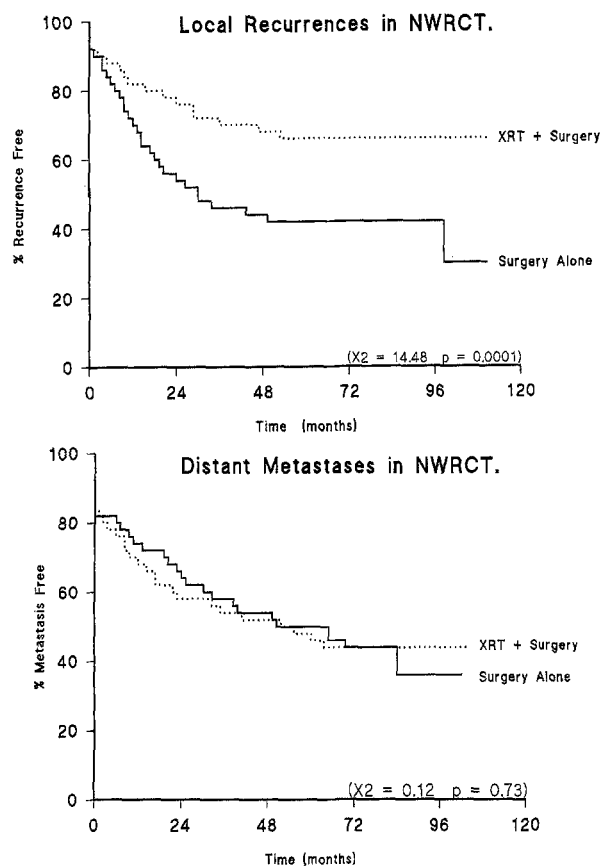 Local Recurrences in NWRCT.
100
80
60
40
20
0
% Recurrence Free
XRT + Surgery
Surgery Alone
(X2 = 14.48 p = 0.0001)
0 24 48 72 96 120
Time (months)
Distant Metastases in NWRCT.
100
80
60
40
20
0
% Metastasis Free
XRT + Surgery
Surgery Alone
(X2 = 0.12 p = 0.73)
0 24 48 72 96 120
Time (months)